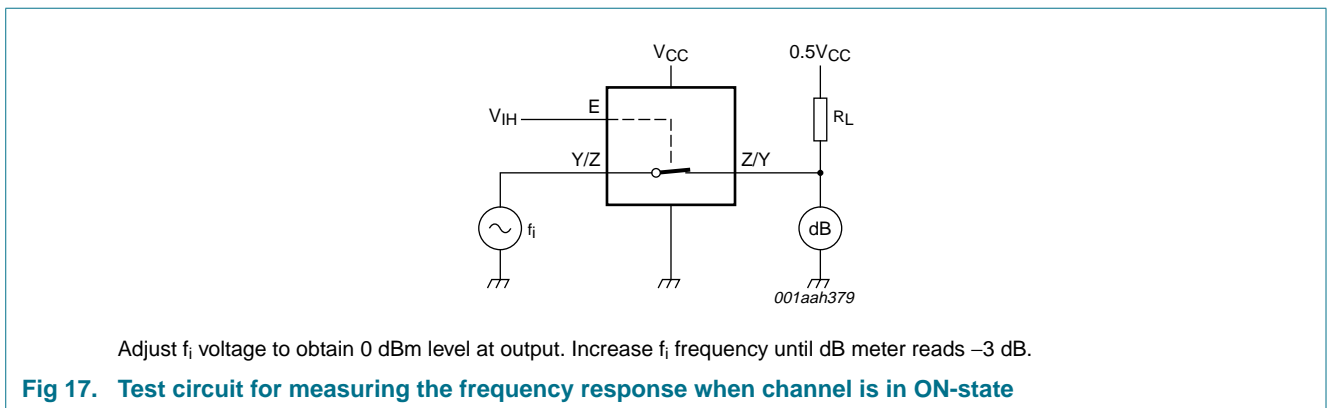 VCC
0.5VCC
VIH
E
RL
Y/Z
Z/Y
fi
dB
001aah379
Adjust fi voltage to obtain 0 dBm level at output. Increase fi frequency until dB meter reads −3 dB.
Fig 17. Test circuit for measuring the frequency response when channel is in ON-state